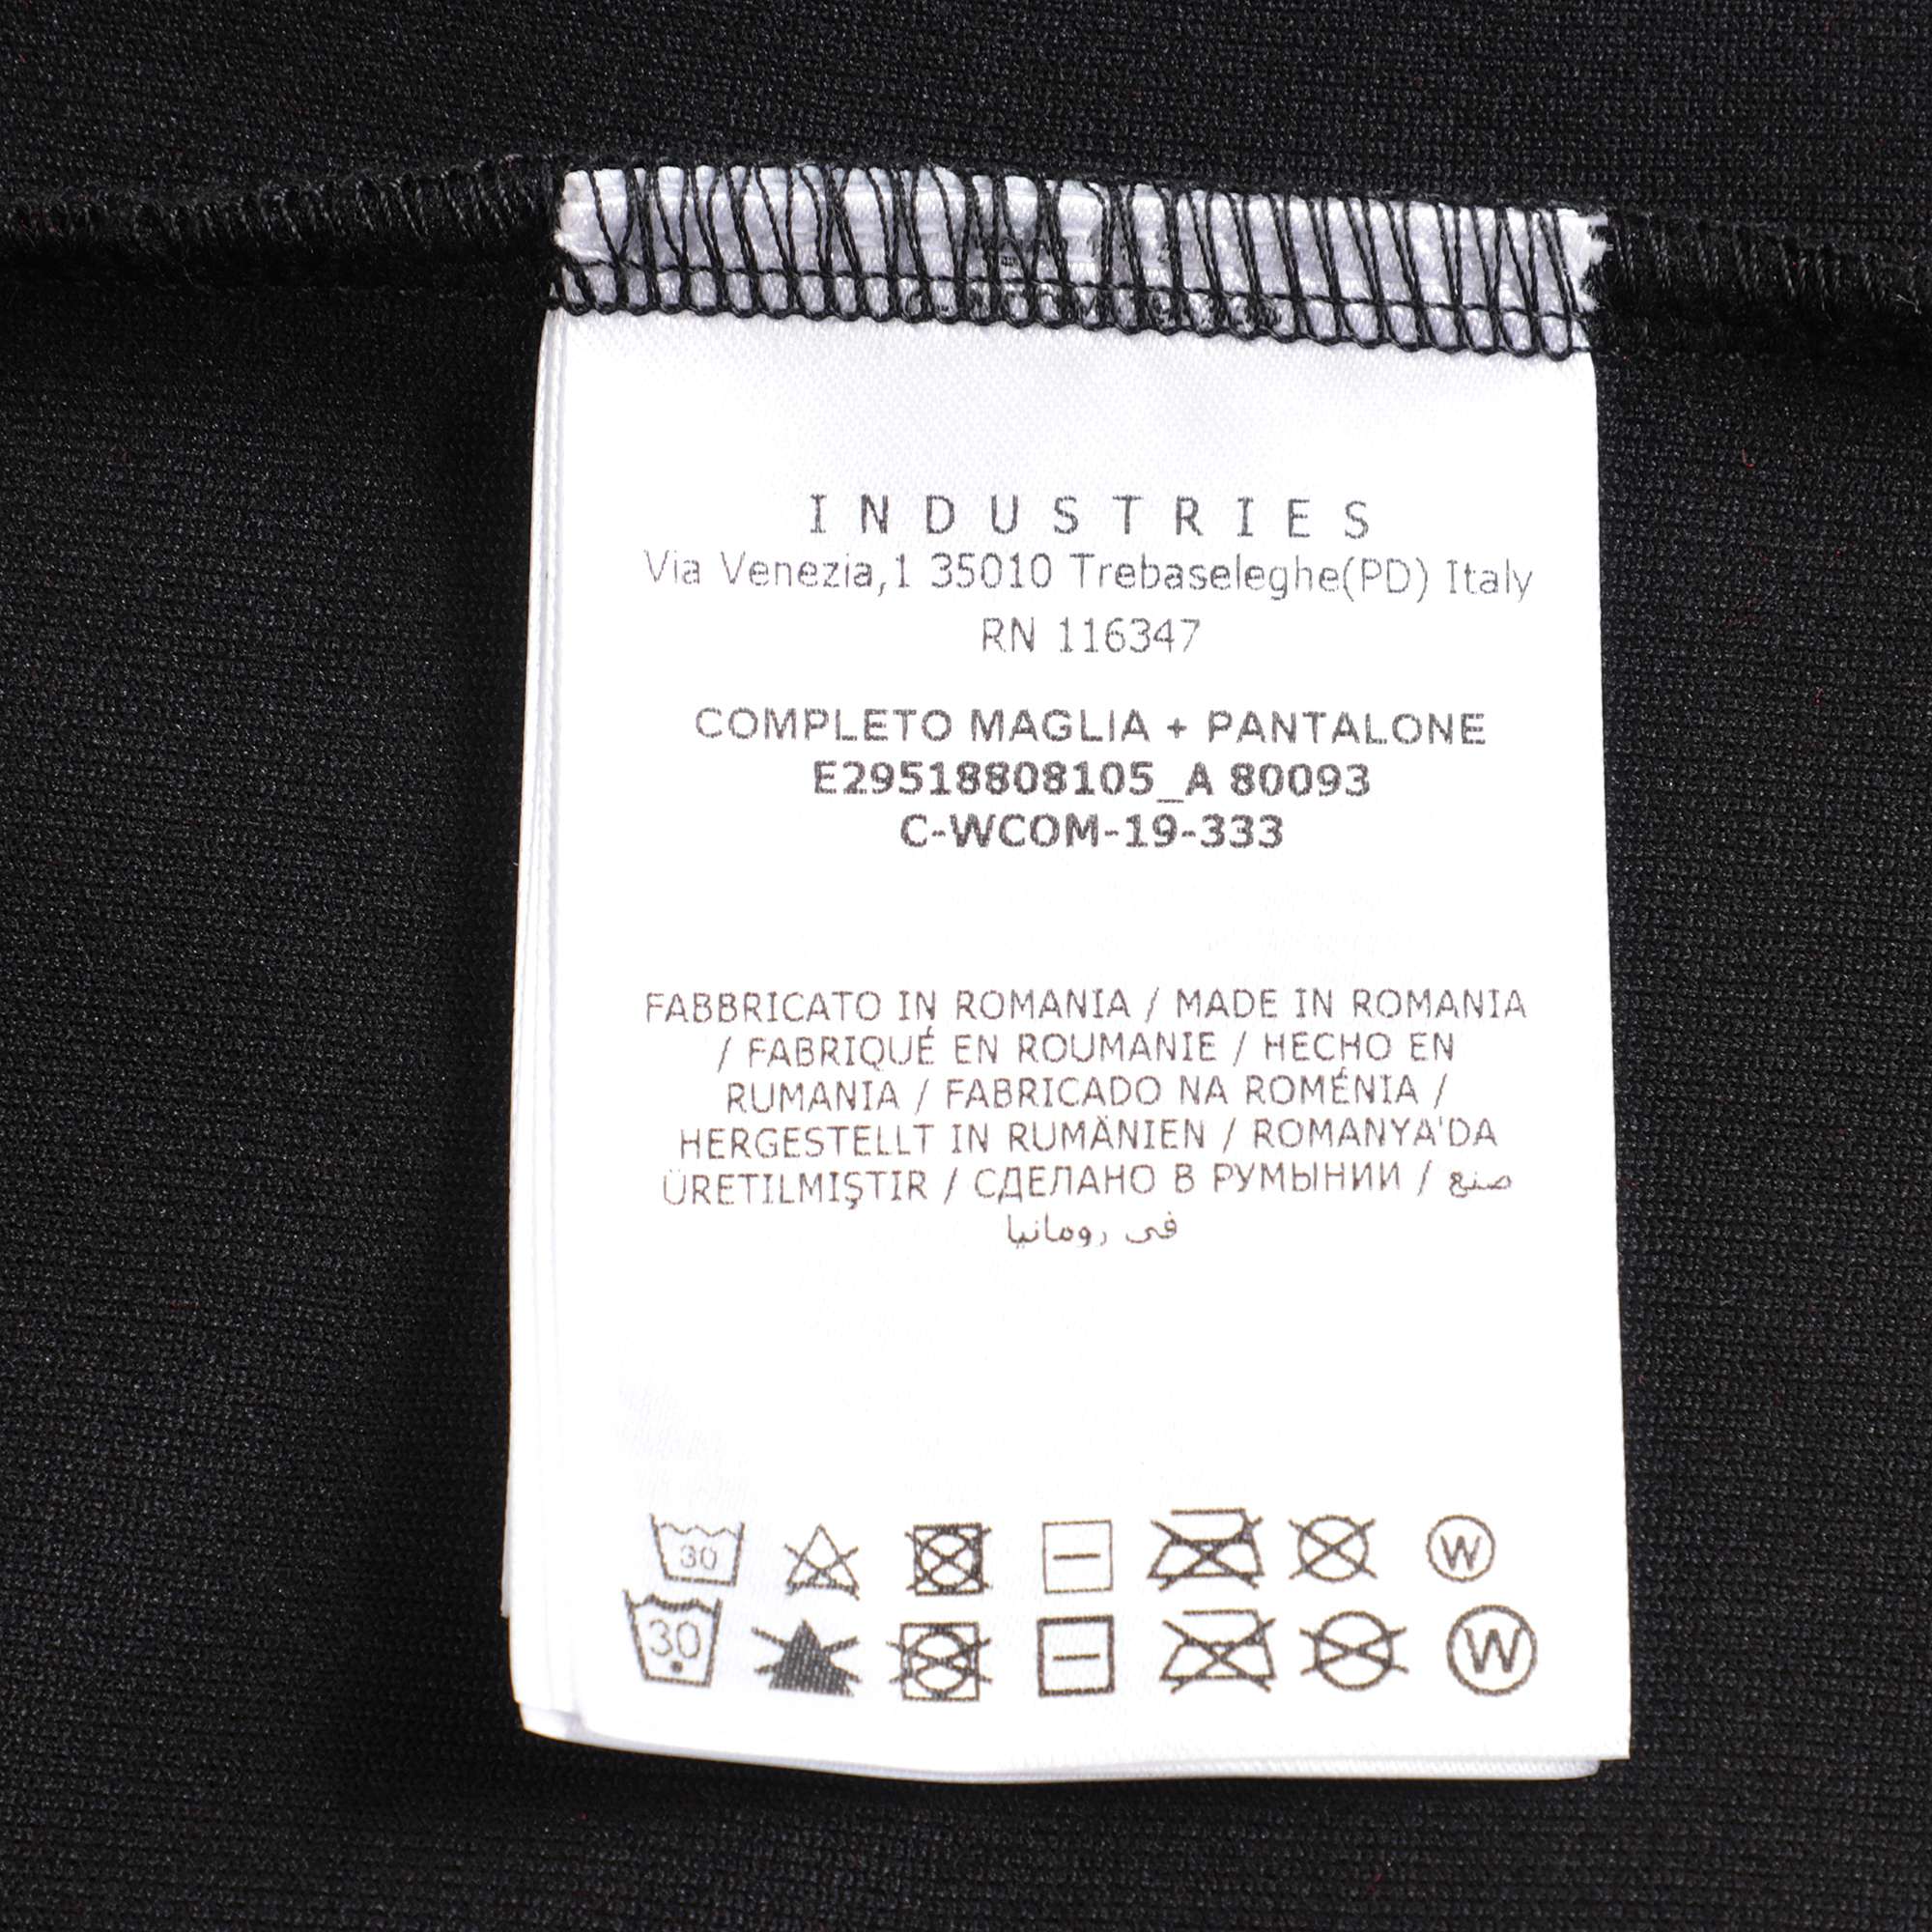 INDUSTRIES
Via Venezia,1 35010 Trebaseleghe(PD) Italy
RN 116347
COMPLETO MAGLIA + PANTALONE
E29518808105_A 80093
C-WCOM-19-333
FABBRICATO IN ROMANIA / MADE IN ROMANIA
/ FABRIQUÉ EN ROUMANIE / HECHO EN
RUMANIA / FABRICADO NA ROMÉNIA /
HERGESTELLT IN RUMÄNIEN / ROMANYA'DA
ÜRETILMIŞTIR / СДЕЛАНО В РУМЫНИИ / صنع
في رومانيا
30 W
30 W